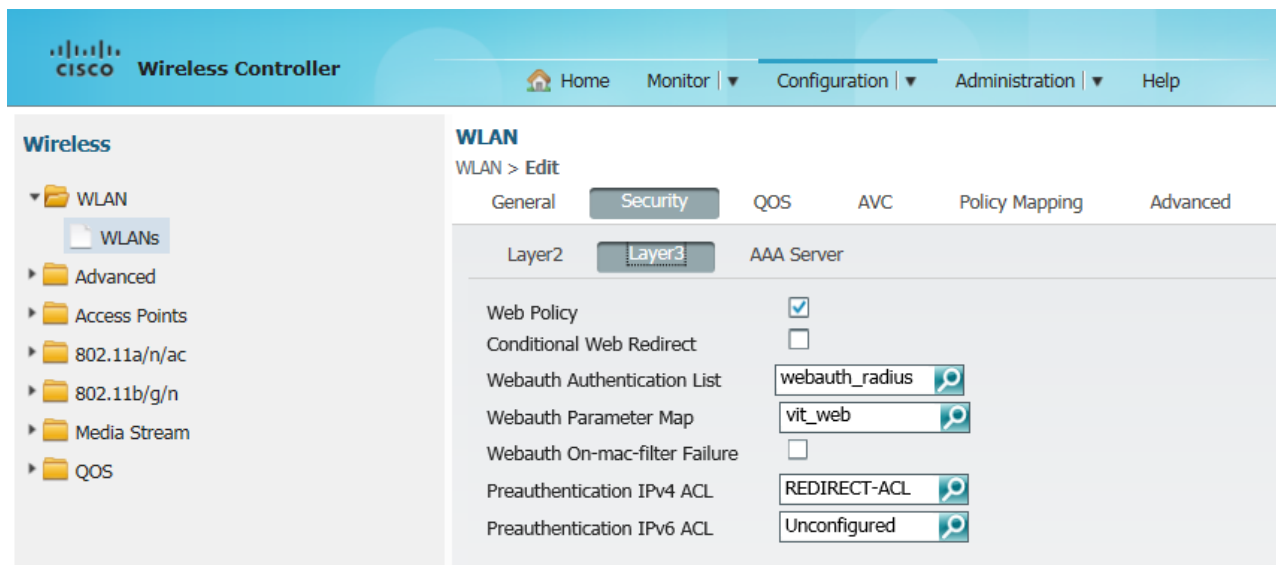 CISCO Wireless Controller
Home Monitor Configuration Administration Help
Wireless
WLAN
WLANs
Advanced
Access Points
802.11a/n/ac
802.11b/g/n
Media Stream
QOS
WLAN
WLAN > Edit
General Security QOS AVC Policy Mapping Advanced
Layer2 Layer3 AAA Server
Web Policy
Conditional Web Redirect
Webauth Authentication List webauth_radius
Webauth Parameter Map vit_web
Webauth On-mac-filter Failure
Preauthentication IPv4 ACL REDIRECT-ACL
Preauthentication IPv6 ACL Unconfigured